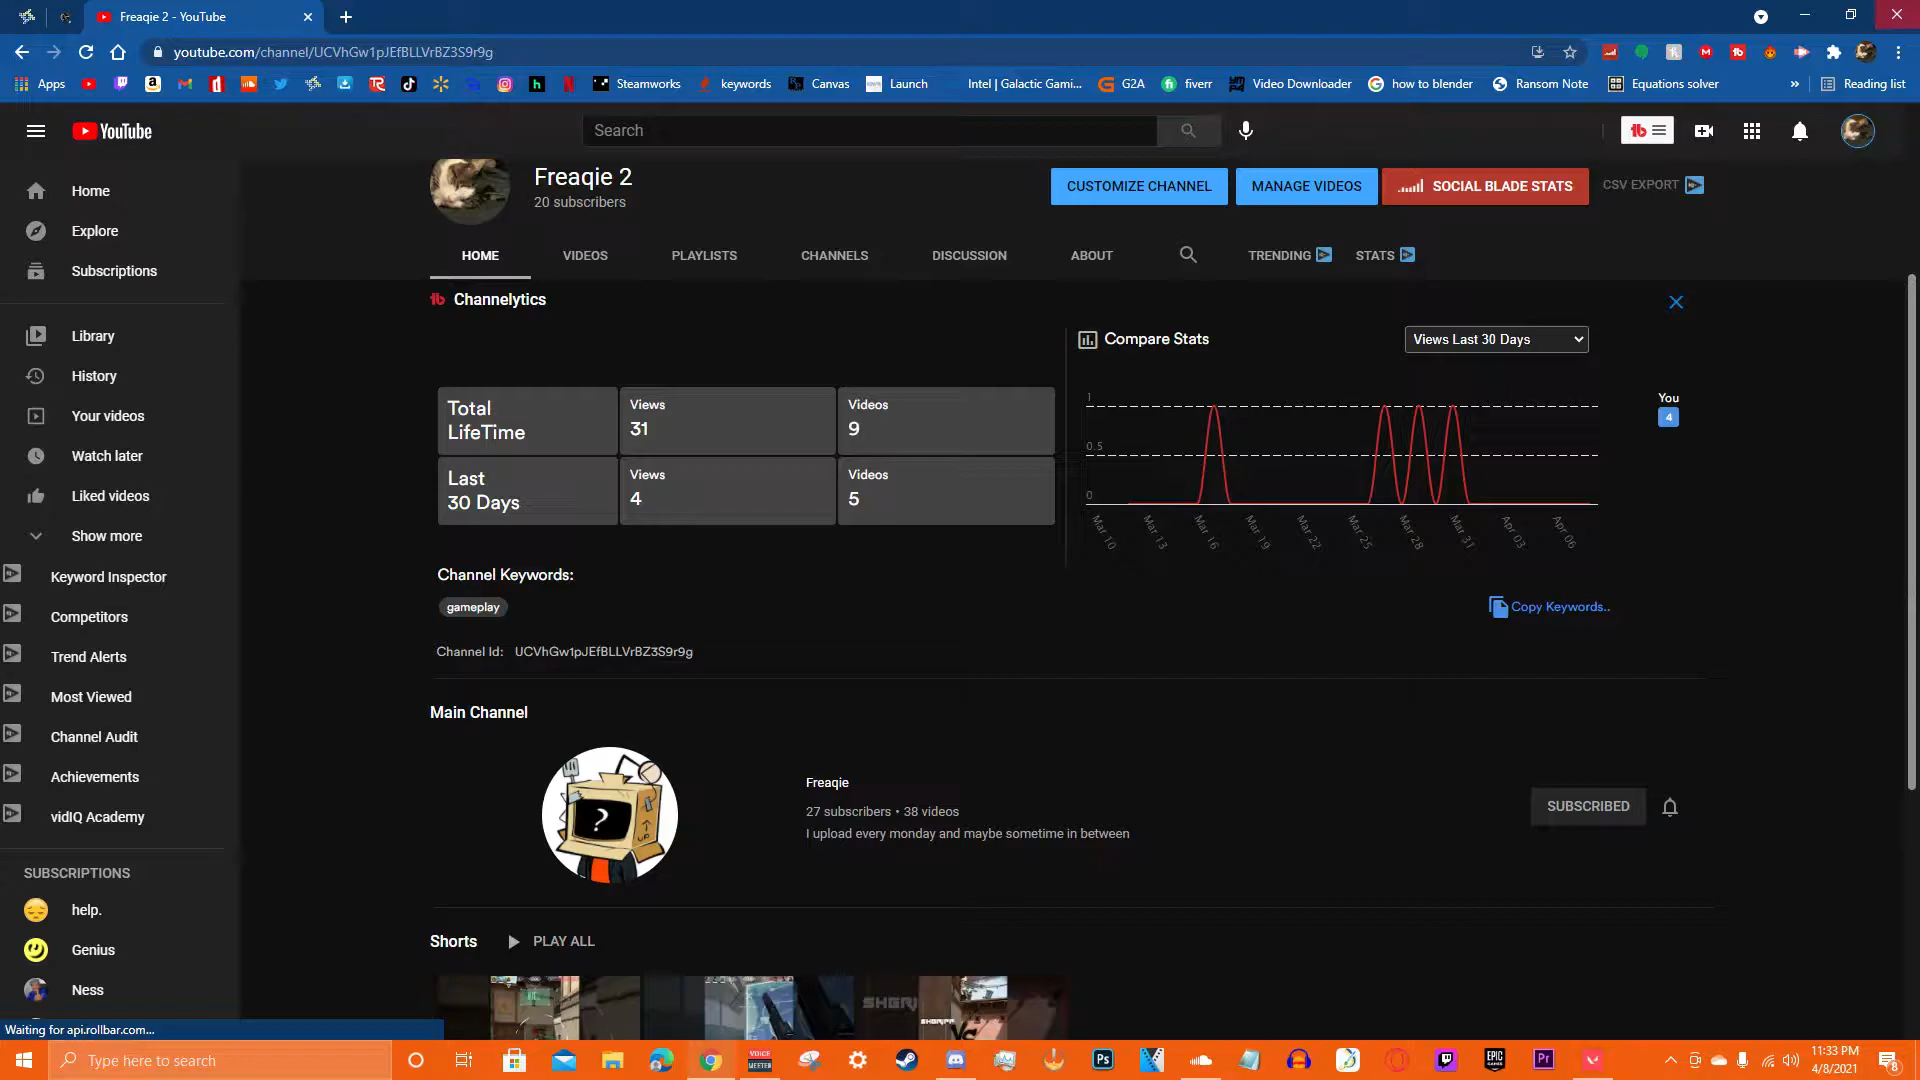 Freaqie 2 - YouTube
youtube.com/channel/UCVhGw1pJEfBLLVrBZ3S9r9g
Apps
Steamworks
keywords
Canvas
Launch
Intel | Galactic Gami...
G2A
fiverr
Video Downloader
how to blender
Ransom Note
Equations solver
»
Reading list
YouTube
Search
Freaqie 2
20 subscribers
CUSTOMIZE CHANNEL
MANAGE VIDEOS
SOCIAL BLADE STATS
CSV EXPORT
HOME
VIDEOS
PLAYLISTS
CHANNELS
DISCUSSION
ABOUT
TRENDING
STATS
Home
Explore
Subscriptions
Library
History
Your videos
Watch later
Liked videos
Show more
Keyword Inspector
Competitors
Trend Alerts
Most Viewed
Channel Audit
Achievements
vidIQ Academy
SUBSCRIPTIONS
help.
Genius
Ness
Channelytics
Total
LifeTime
Views
31
Videos
9
Last
30 Days
Views
4
Videos
5
Compare Stats
Views Last 30 Days
1
0.5
0
Mar 10
Mar 13
Mar 16
Mar 19
Mar 22
Mar 25
Mar 28
Mar 31
Apr 03
Apr 06
You
4
Channel Keywords:
gameplay
Copy Keywords..
Channel Id: UCVhGw1pJEfBLLVrBZ3S9r9g
Main Channel
?
UP
Freaqie
27 subscribers • 38 videos
I upload every monday and maybe sometime in between
SUBSCRIBED
Shorts
PLAY ALL
Waiting for api.rollbar.com...
Type here to search
VOICE
MEETER
Ps
EPIC
GAMES
Pr
11:33 PM
4/8/2021
8